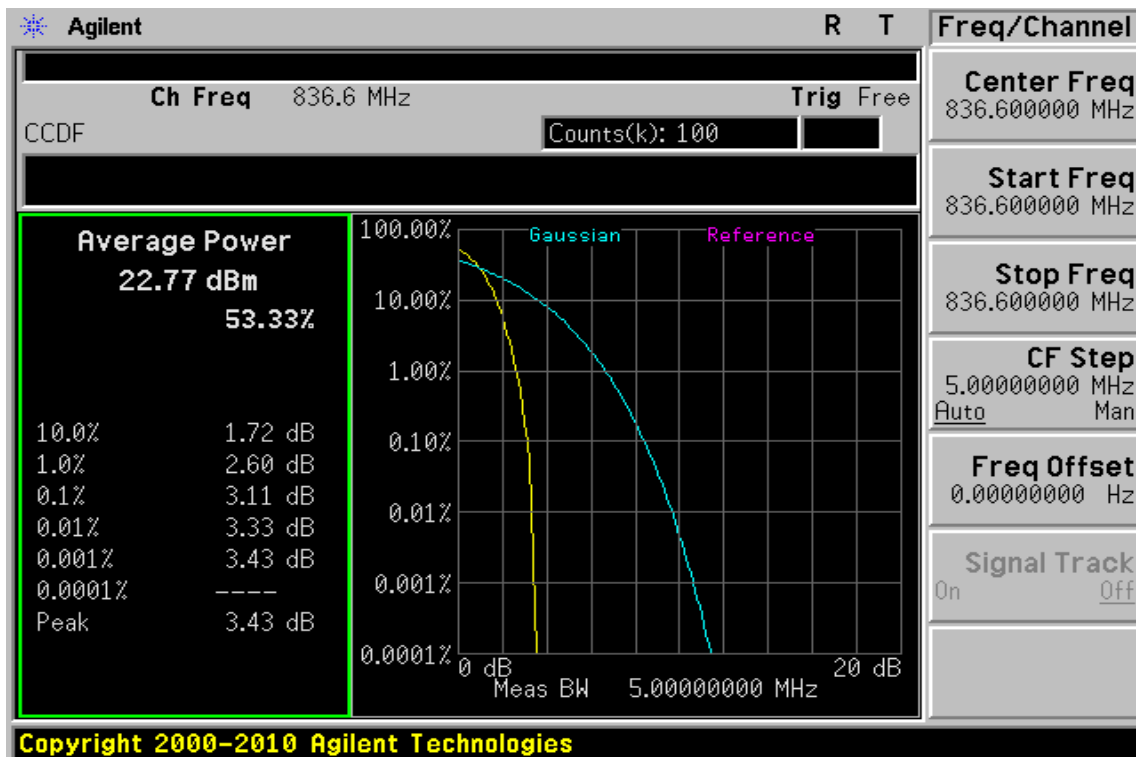 Agilent R T
Ch Freq 836.6 MHz Trig Free
CCDF Counts(k): 100
Average Power
22.77 dBm
53.33%
10.0% 1.72 dB
1.0% 2.60 dB
0.1% 3.11 dB
0.01% 3.33 dB
0.001% 3.43 dB
0.0001% ----
Peak 3.43 dB
100.00% Gaussian Reference
10.00%
1.00%
0.10%
0.01%
0.001%
0.0001%
0 dB 20 dB
Meas BW 5.00000000 MHz
Freq/Channel
Center Freq
836.600000 MHz
Start Freq
836.600000 MHz
Stop Freq
836.600000 MHz
CF Step
5.00000000 MHz
Auto Man
Freq Offset
0.00000000 Hz
Signal Track
On Off
Copyright 2000-2010 Agilent Technologies